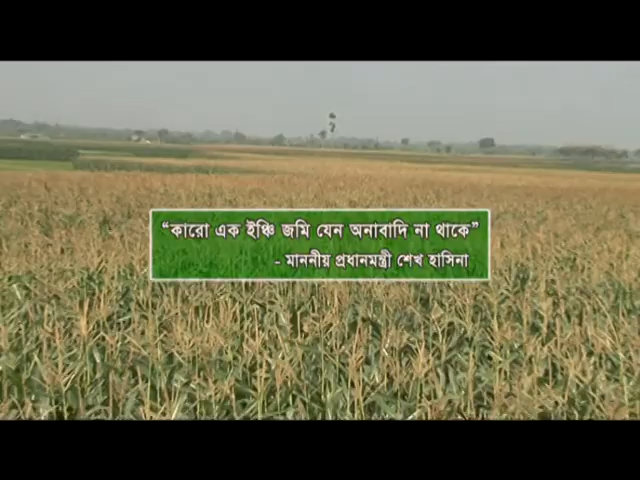 “কারো এক ইঞ্চি জমি যেন অনাবাদি না থাকে”
- মাননীয় প্রধানমন্ত্রী শেখ হাসিনা